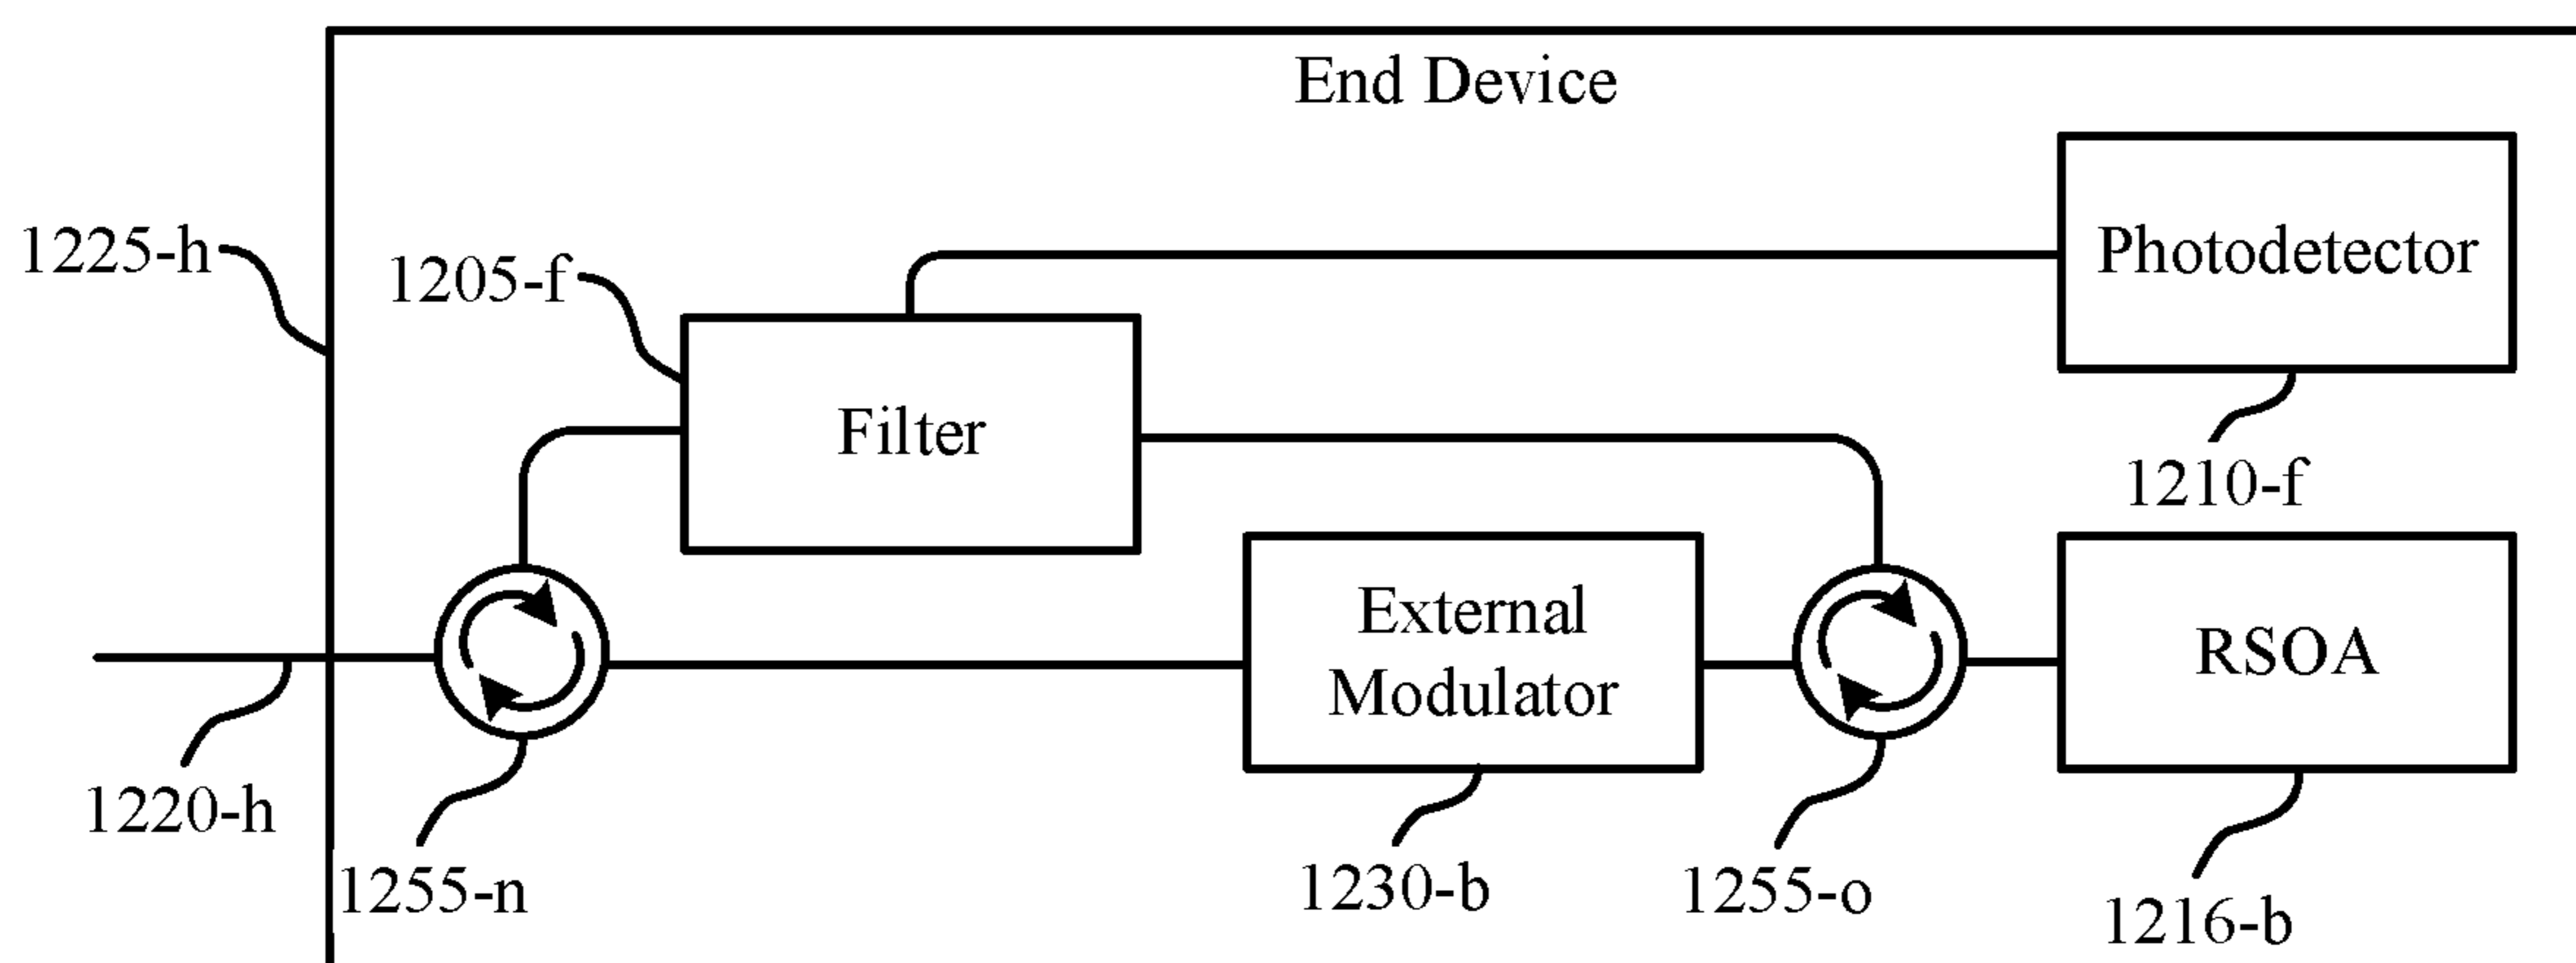 End Device
1225-h
1205-f
Photodetector
Filter
1210-f
External
Modulator
RSOA
1220-h
1255-n
1230-b
1255-o
1216-b